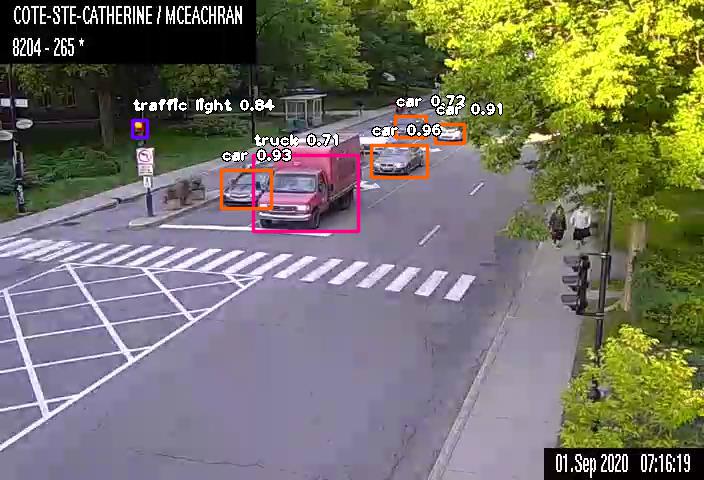 COTE-STE-CATHERINE / MCEACHRAN
8204 - 265 *
traffic light 0.84
car 0.72
car 0.91
car 0.96
truck 0.71
car 0.93
01.Sep 2020 07:16:19